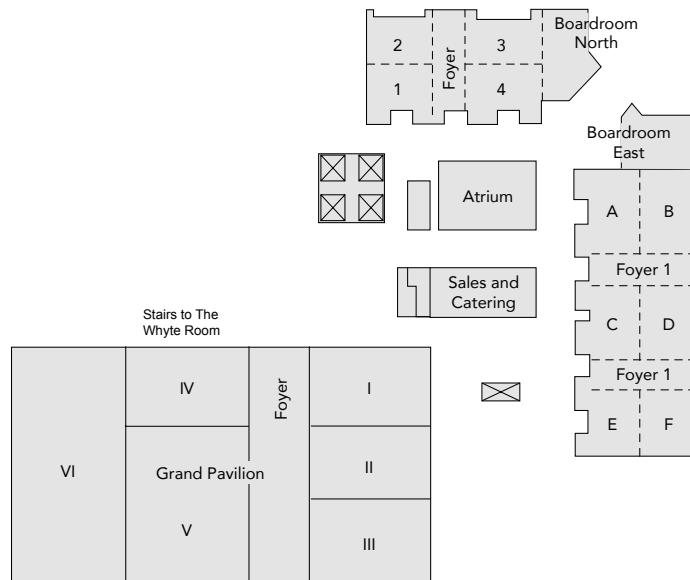 Boardroom
North
2
3
Foyer
1
4
Boardroom
East
Atrium
A
B
Foyer 1
Sales and
Catering
C
D
Stairs to The
Whyte Room
Foyer 1
IV
Foyer
I
E
F
VI
Grand Pavilion
II
V
III